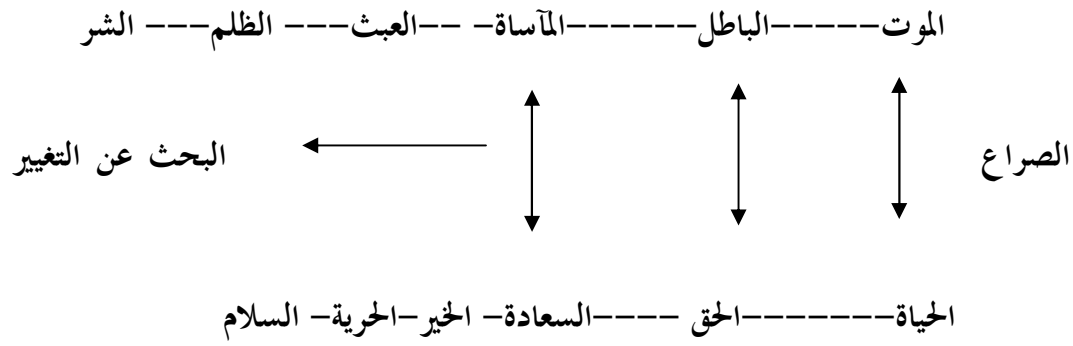 الموت-----الباطل------المآساة- --العبث--- الظلم--- الشر
الصراع
البحث عن التغيير
الحياة-------الحق ----السعادة- الخير-الحرية- السلام